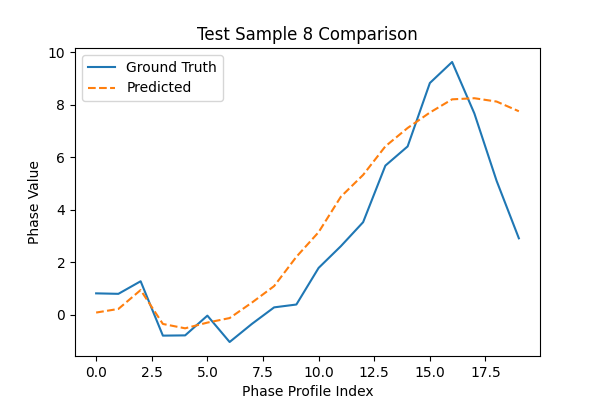 Test Sample 8 Comparison
Ground Truth
Predicted
Phase Value
10
8
6
4
2
0
0.0 2.5 5.0 7.5 10.0 12.5 15.0 17.5
Phase Profile Index